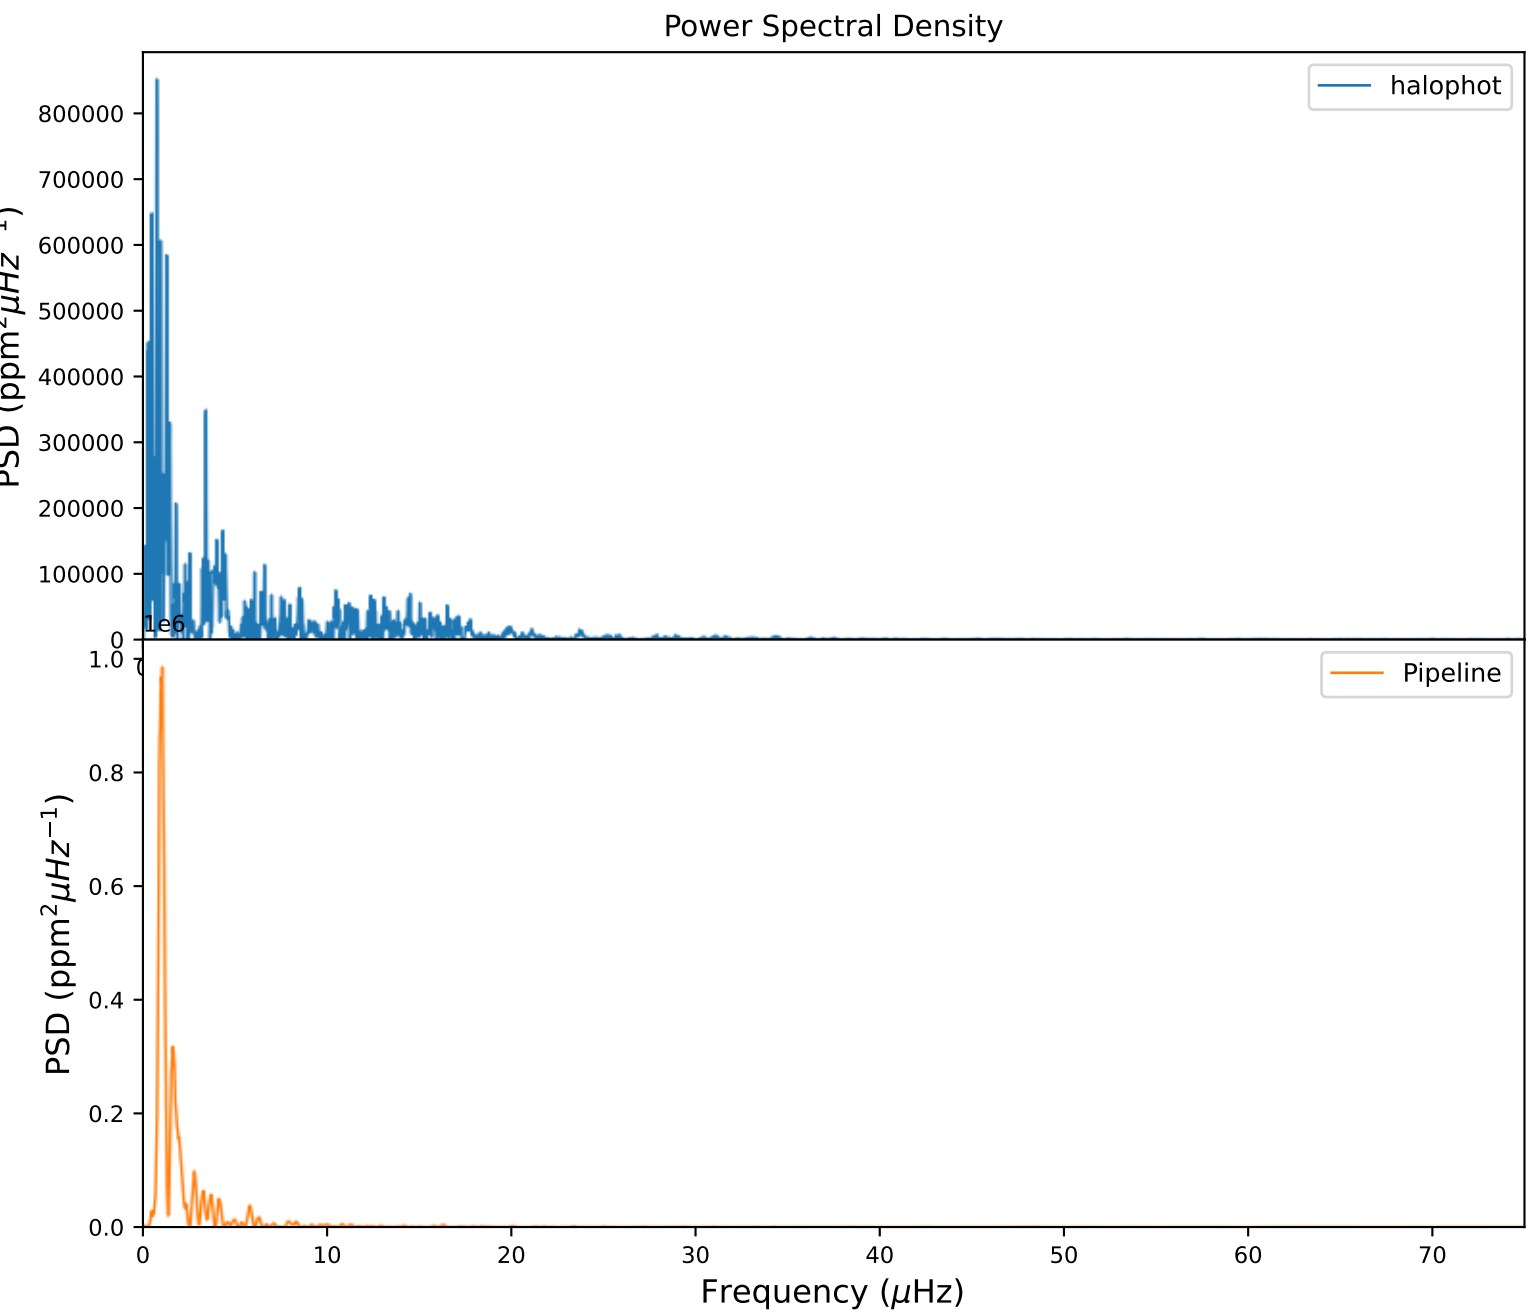 Power Spectral Density
halophot
PSD (ppm²μHz⁻¹)
800000
700000
600000
500000
400000
300000
200000
100000
0
1e6
Pipeline
PSD (ppm²μHz⁻¹)
1.0
0.8
0.6
0.4
0.2
0.0
0 10 20 30 40 50 60 70
Frequency (μHz)